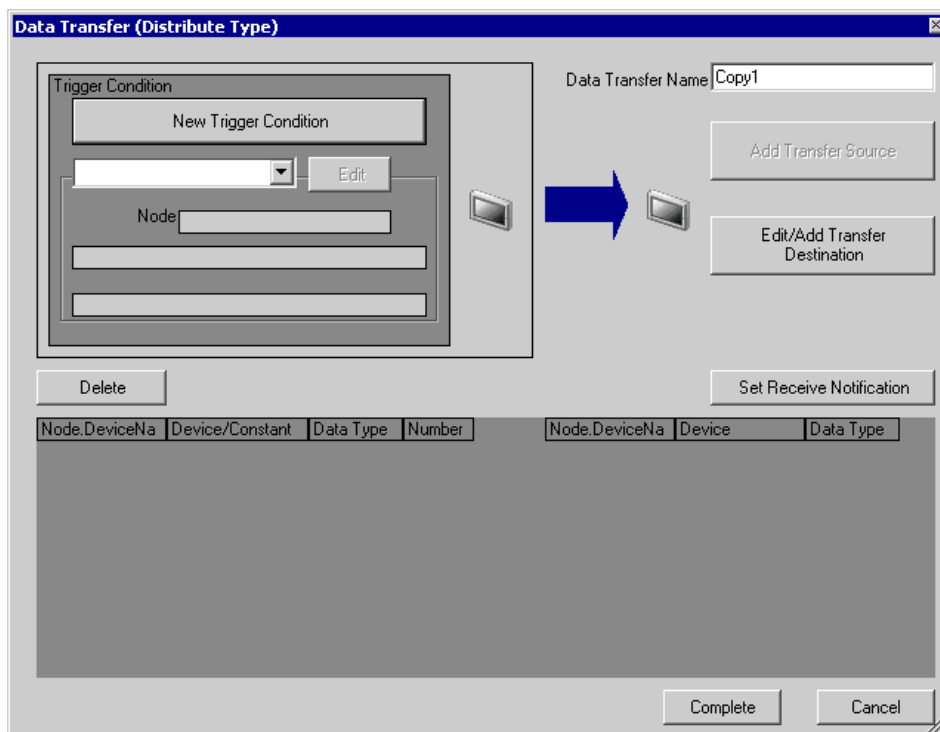 Data Transfer (Distribute Type)
Trigger Condition
New Trigger Condition
Edit
Node
Data Transfer Name Copy1
Add Transfer Source
Edit/Add Transfer
Destination
Delete
Set Receive Notification
Node.DeviceNa Device/Constant Data Type Number Node.DeviceNa Device Data Type
Complete Cancel